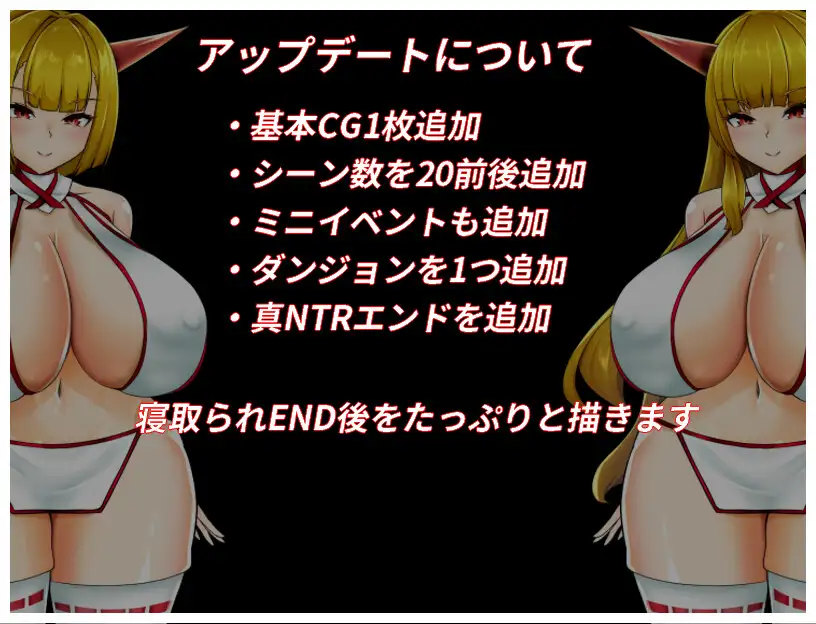 アップデートについて
・基本CG1枚追加
・シーン数を20前後追加
・ミニイベントも追加
・ダンジョンを1つ追加
・真NTRエンドを追加
寝取られEND後をたっぷりと描きます